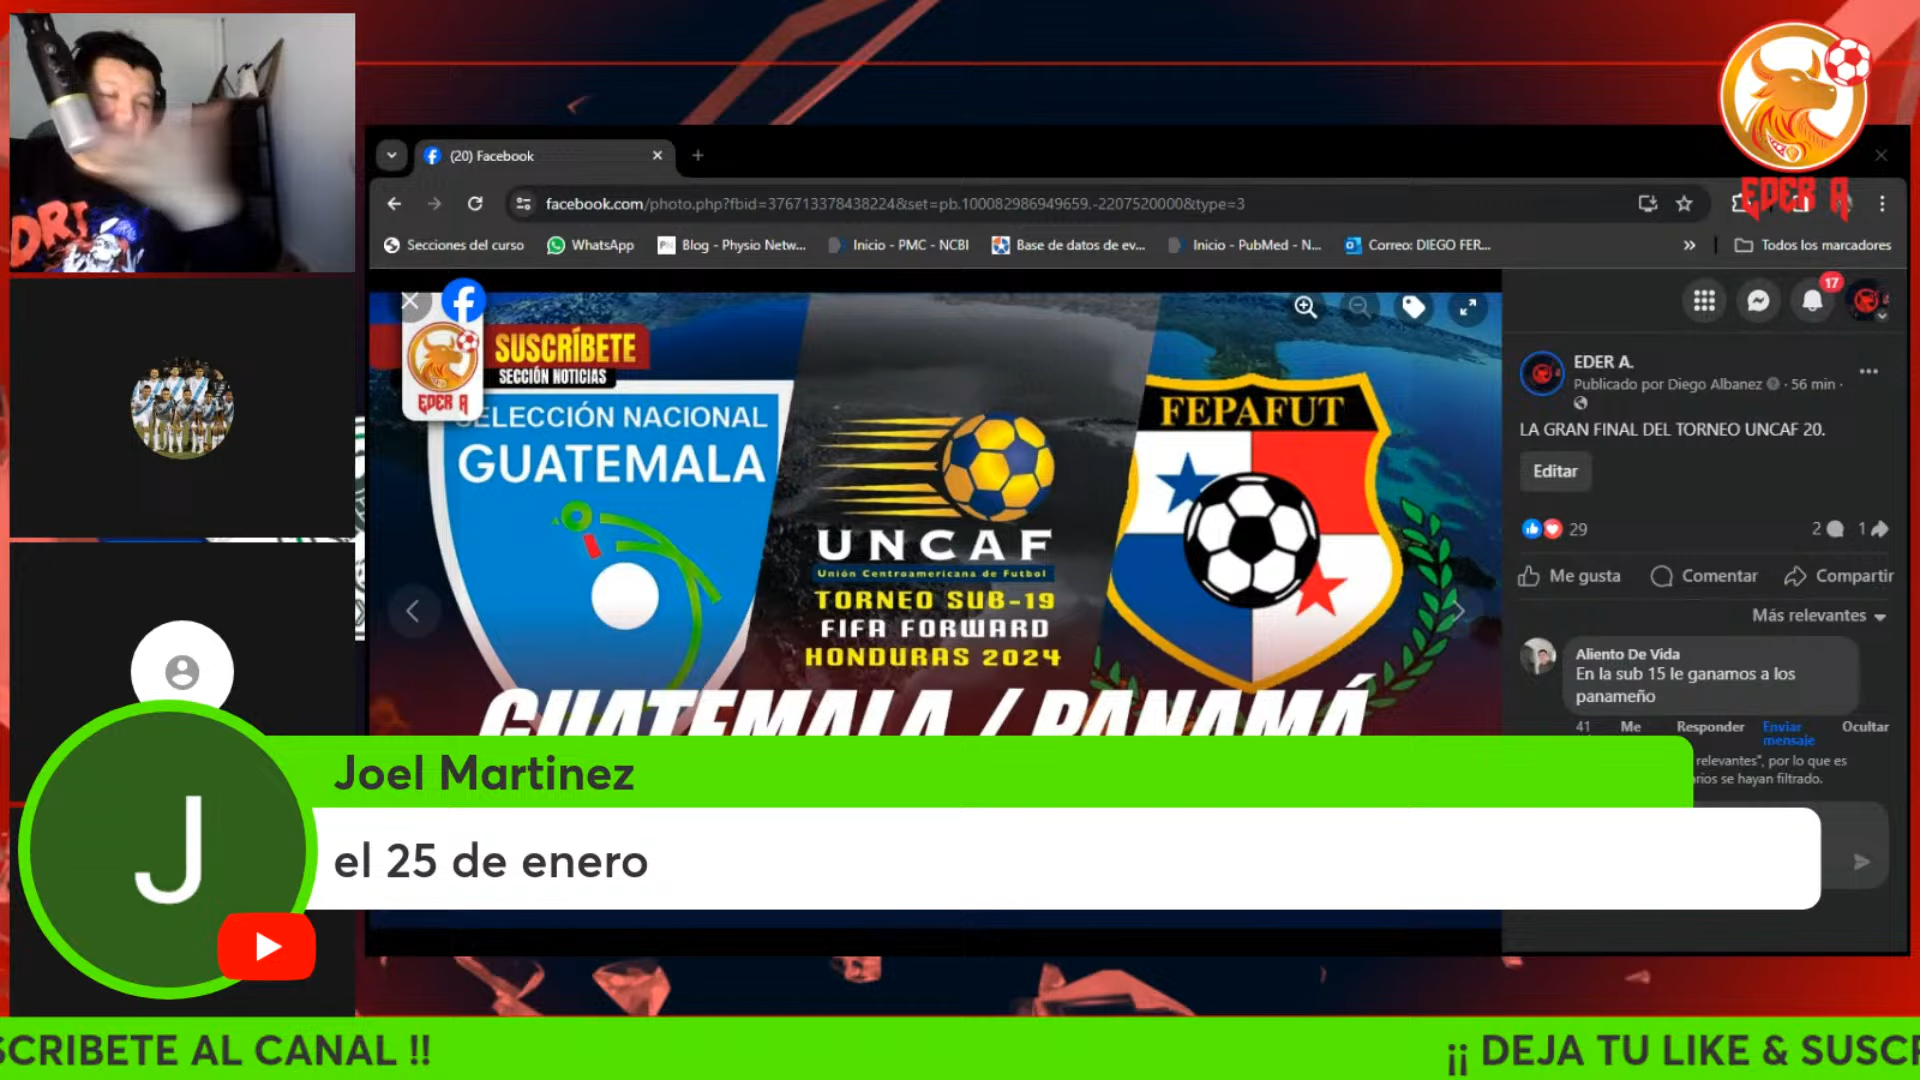 (20) Facebook
facebook.com/photo.php?fbid=376713378438224&set=pb.100082986949659.-2207520000&type=3
EDER A
Secciones del curso
WhatsApp
Blog - Physio Netw...
Inicio - PMC - NCBI
Base de datos de ev...
Inicio - PubMed - N...
Correo: DIEGO FER...
»
Todos los marcadores
17
SUSCRÍBETE
SECCIÓN NOTICIAS
EDER A
SELECCIÓN NACIONAL
GUATEMALA
UNCAF
Unión Centroamericana de Futbol
TORNEO SUB-19
FIFA FORWARD
HONDURAS 2024
FEPAFUT
GUATEMALA / PANAMÁ
EDER A.
Publicado por Diego Albanez · 56 min ·
LA GRAN FINAL DEL TORNEO UNCAF 20.
Editar
29
2
1
Me gusta
Comentar
Compartir
Más relevantes
Aliento De Vida
En la sub 15 le ganamos a los
panameño
41 Me Responder Enviar mensaje Ocultar
relevantes", por lo que es
rios se hayan filtrado.
Joel Martinez
J
el 25 de enero
SCRIBETE AL CANAL !!
¡¡ DEJA TU LIKE & SUSCR